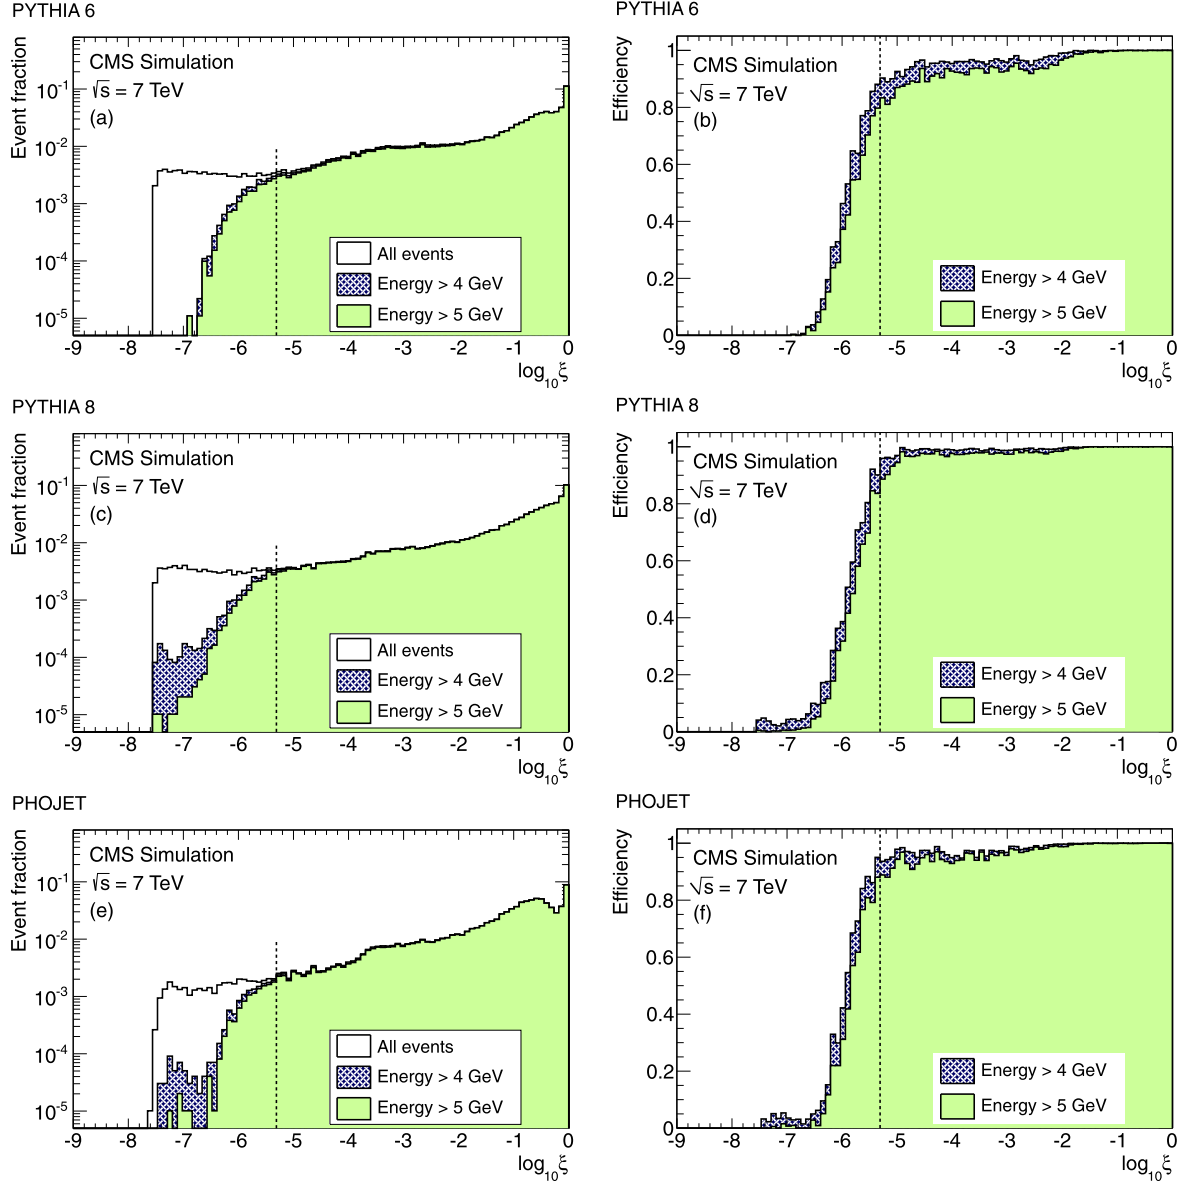 PYTHIA 6
Event fraction
CMS Simulation
√s = 7 TeV
(a)
10⁻¹
10⁻²
10⁻³
10⁻⁴
10⁻⁵
All events
Energy > 4 GeV
Energy > 5 GeV
-9 -8 -7 -6 -5 -4 -3 -2 -1 0
log₁₀ξ
PYTHIA 6
Efficiency
CMS Simulation
√s = 7 TeV
(b)
1
0.8
0.6
0.4
0.2
0
Energy > 4 GeV
Energy > 5 GeV
-9 -8 -7 -6 -5 -4 -3 -2 -1 0
log₁₀ξ
PYTHIA 8
Event fraction
CMS Simulation
√s = 7 TeV
(c)
10⁻¹
10⁻²
10⁻³
10⁻⁴
10⁻⁵
All events
Energy > 4 GeV
Energy > 5 GeV
-9 -8 -7 -6 -5 -4 -3 -2 -1 0
log₁₀ξ
PYTHIA 8
Efficiency
CMS Simulation
√s = 7 TeV
(d)
1
0.8
0.6
0.4
0.2
0
Energy > 4 GeV
Energy > 5 GeV
-9 -8 -7 -6 -5 -4 -3 -2 -1 0
log₁₀ξ
PHOJET
Event fraction
CMS Simulation
√s = 7 TeV
(e)
10⁻¹
10⁻²
10⁻³
10⁻⁴
10⁻⁵
All events
Energy > 4 GeV
Energy > 5 GeV
-9 -8 -7 -6 -5 -4 -3 -2 -1 0
log₁₀ξ
PHOJET
Efficiency
CMS Simulation
√s = 7 TeV
(f)
1
0.8
0.6
0.4
0.2
0
Energy > 4 GeV
Energy > 5 GeV
-9 -8 -7 -6 -5 -4 -3 -2 -1 0
log₁₀ξ